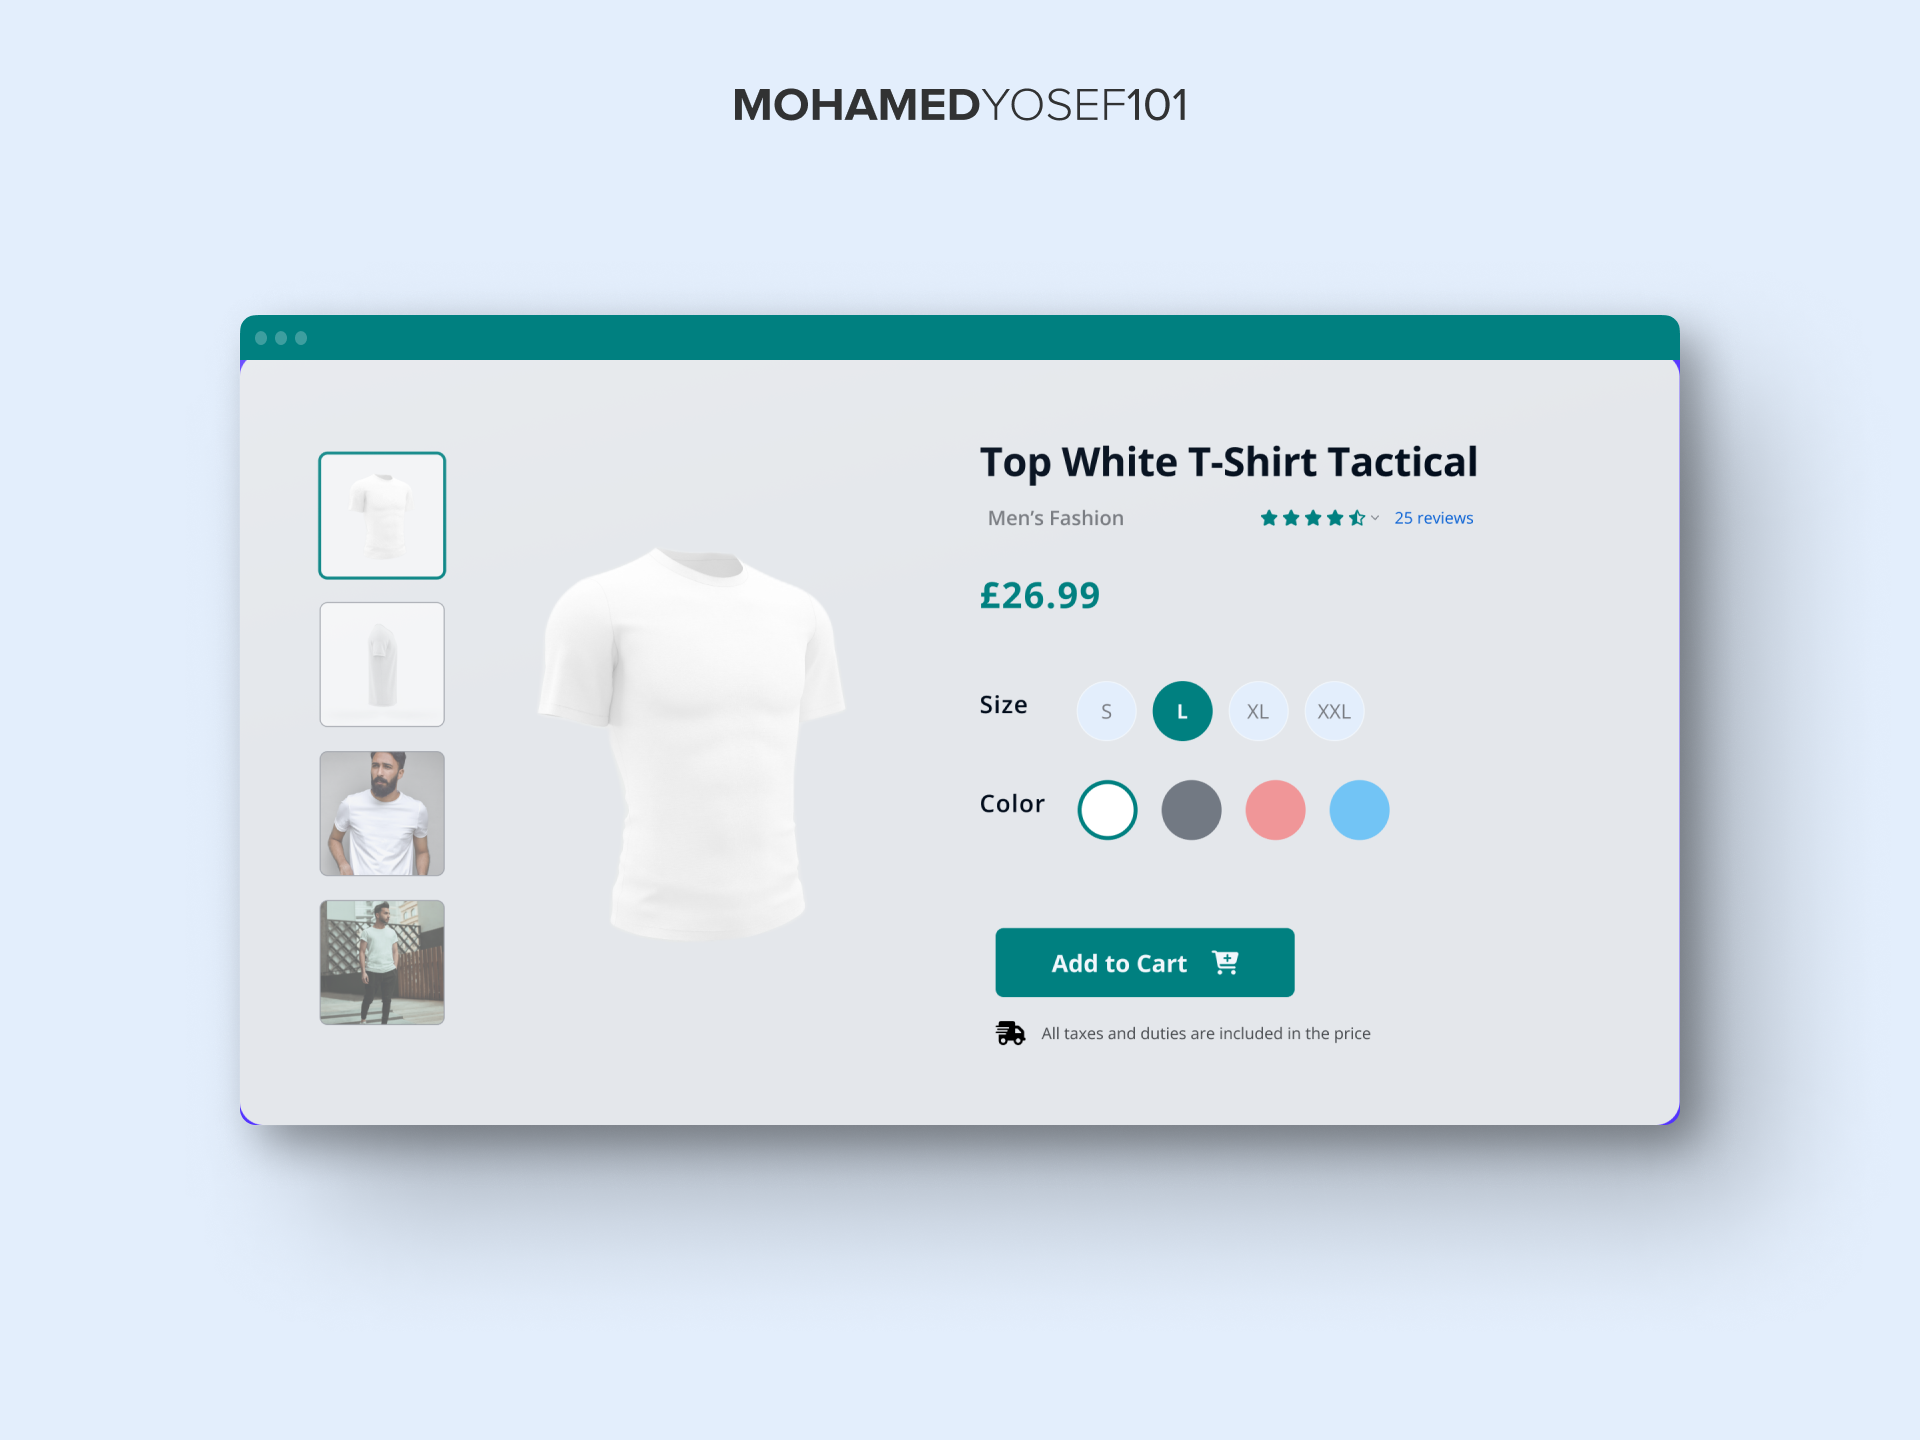 MOHAMEDYOSEF101
Top White T-Shirt Tactical
Men’s Fashion 25 reviews
£26.99
Size S L XL XXL
Color
Add to Cart
All taxes and duties are included in the price